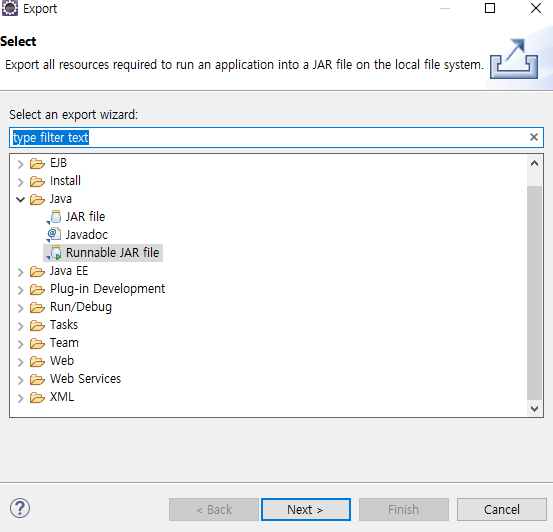 Export
Select
Export all resources required to run an application into a JAR file on the local file system.
Select an export wizard:
type filter text
EJB
Install
Java
JAR file
Javadoc
Runnable JAR file
Java EE
Plug-in Development
Run/Debug
Tasks
Team
Web
Web Services
XML
< Back
Next >
Finish
Cancel